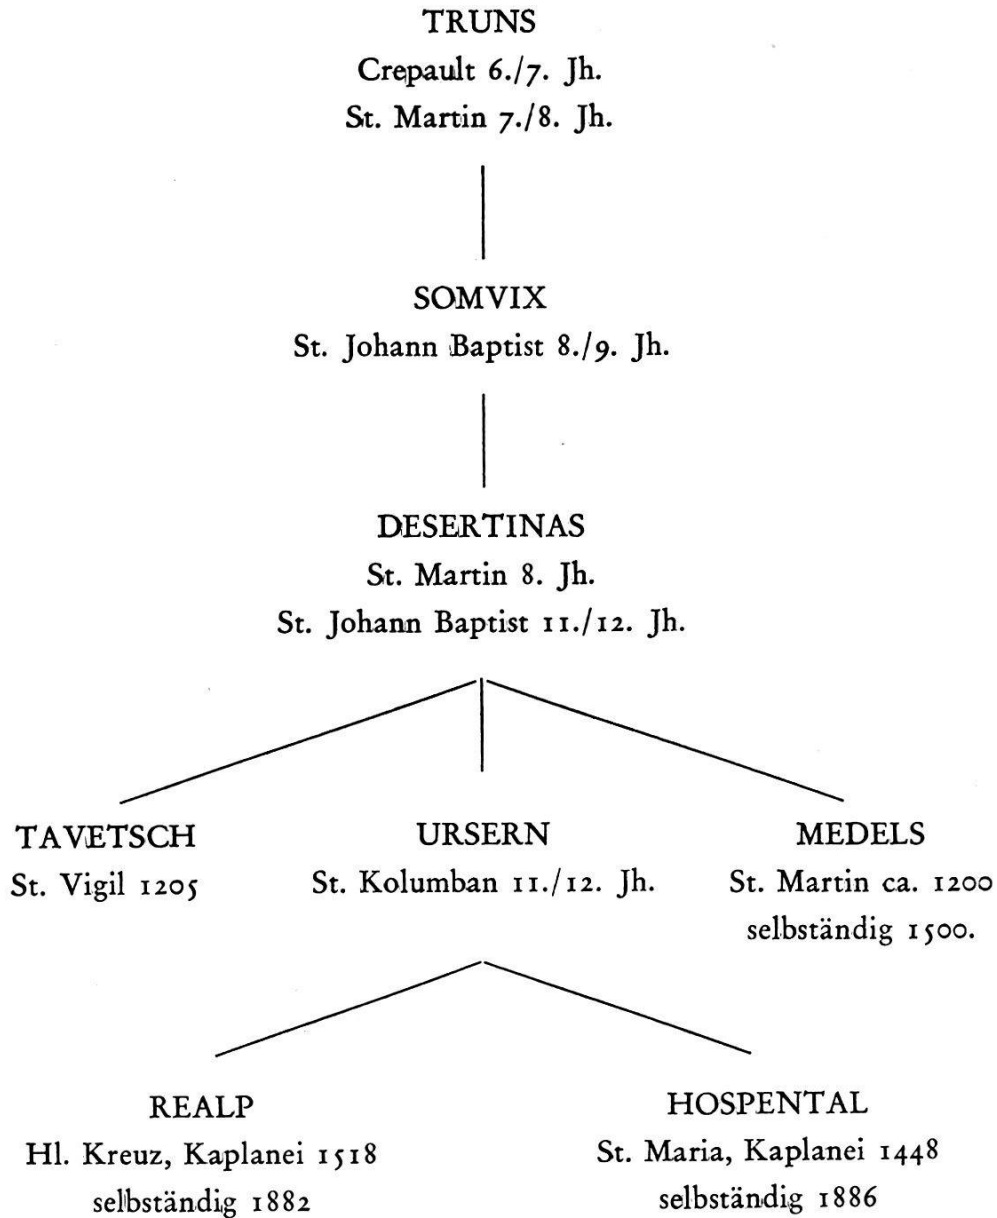 TRUNS
Crepault 6./7. Jh.
St. Martin 7./8. Jh.
SOMVIX
St. Johann Baptist 8./9. Jh.
DESERTINAS
St. Martin 8. Jh.
St. Johann Baptist 11./12. Jh.
TAVETSCH
St. Vigil 1205
URSERN
St. Kolumban 11./12. Jh.
MEDELS
St. Martin ca. 1200
selbständig 1500.
REALP
Hl. Kreuz, Kaplanei 1518
selbständig 1882
HOSPENTAL
St. Maria, Kaplanei 1448
selbständig 1886